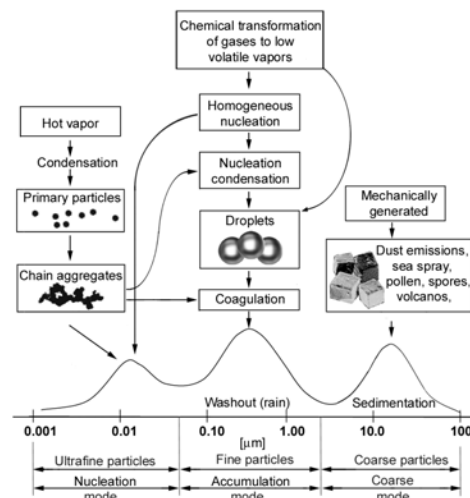 Chemical transformation
of gases to low
volatile vapors
Hot vapor
Homogeneous
nucleation
Condensation
Nucleation
condensation
Primary particles
Mechanically
generated
Droplets
Dust emissions,
sea spray,
pollen, spores,
volcanos,
Chain aggregates
Coagulation
Washout (rain)
Sedimentation
0.001
0.01
0.10
1.00
10.0
100
[µm]
Ultrafine particles
Fine particles
Coarse particles
Nucleation
mode
Accumulation
mode
Coarse
mode